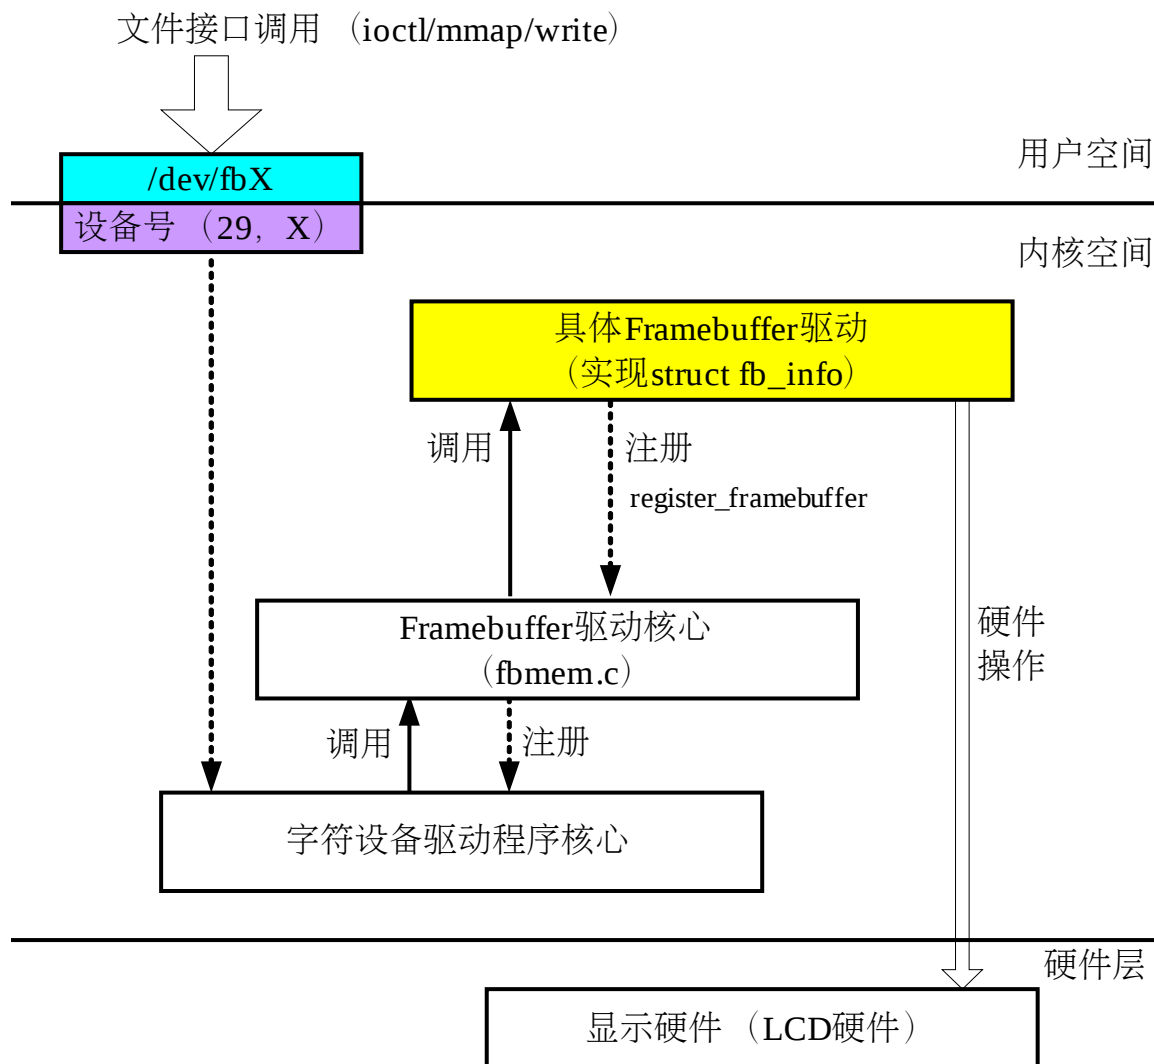 文件接口调用（ioctl/mmap/write）
/dev/fbX
用户空间
设备号（29，X）
内核空间
具体Framebuffer驱动
（实现struct fb_info）
调用
注册
register_framebuffer
Framebuffer驱动核心
（fbmem.c）
硬件
操作
调用
注册
字符设备驱动程序核心
硬件层
显示硬件（LCD硬件）